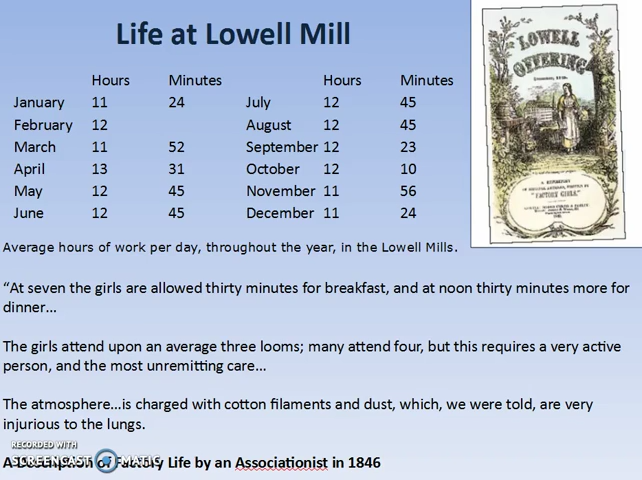 Life at Lowell Mill
Hours Minutes Hours Minutes
January 11 24 July 12 45
February 12 August 12 45
March 11 52 September 12 23
April 13 31 October 12 10
May 12 45 November 11 56
June 12 45 December 11 24
Average hours of work per day, throughout the year, in the Lowell Mills.
“At seven the girls are allowed thirty minutes for breakfast, and at noon thirty minutes more for
dinner…
The girls attend upon an average three looms; many attend four, but this requires a very active
person, and the most unremitting care…
The atmosphere…is charged with cotton filaments and dust, which, we were told, are very
injurious to the lungs.
A Description of Factory Life by an Associationist in 1846
RECORDED WITH
SCREENCAST MATIC
LOWELL
OFFERING
A REPOSITORY
"FACTORY GIRLS."